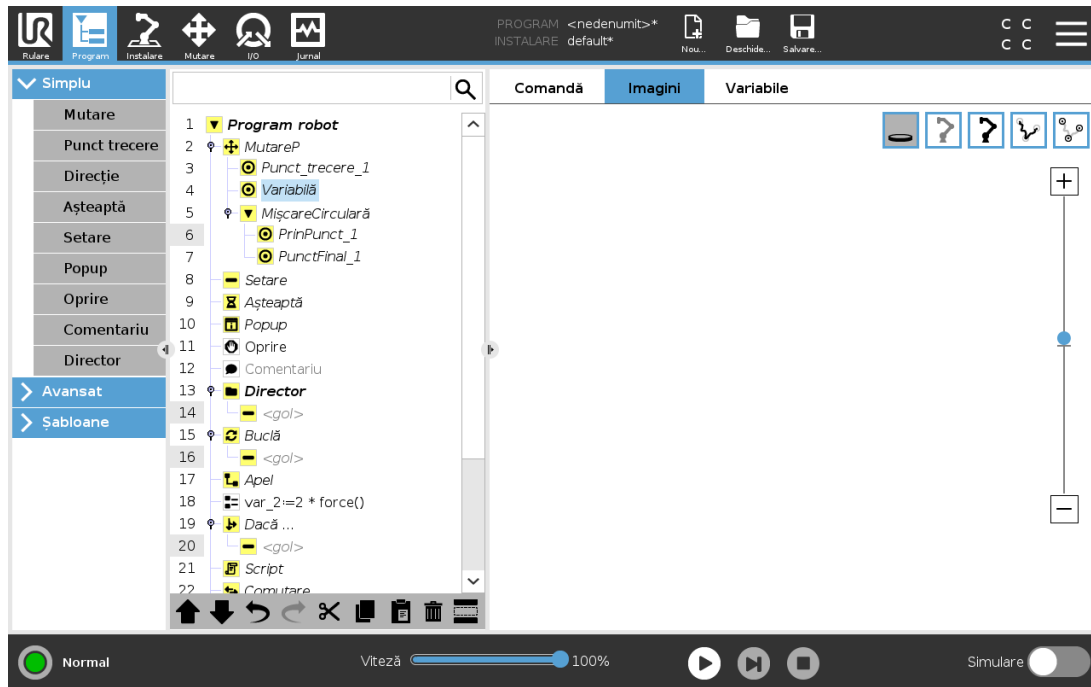 PROGRAM <nedenumit>*
INSTALARE default*
C C
C C
Rulare Program Instalare Mutare I/O Jurnal Nou... Deschide... Salvare...
Simplu
Mutare
Punct trecere
Direcție
Așteaptă
Setare
Popup
Oprire
Comentariu
Director
Avansat
Șabloane
1 Program robot
2 MutareP
3 Punct_trecere_1
4 Variabilă
5 MișcareCirculară
6 PrinPunct_1
7 PunctFinal_1
8 Setare
9 Așteaptă
10 Popup
11 Oprire
12 Comentariu
13 Director
14 <gol>
15 Buclă
16 <gol>
17 Apel
18 var_2:=2 * force()
19 Dacă ...
20 <gol>
21 Script
22 Comutare
Comandă Imagini Variabile
Normal
Viteză 100%
Simulare